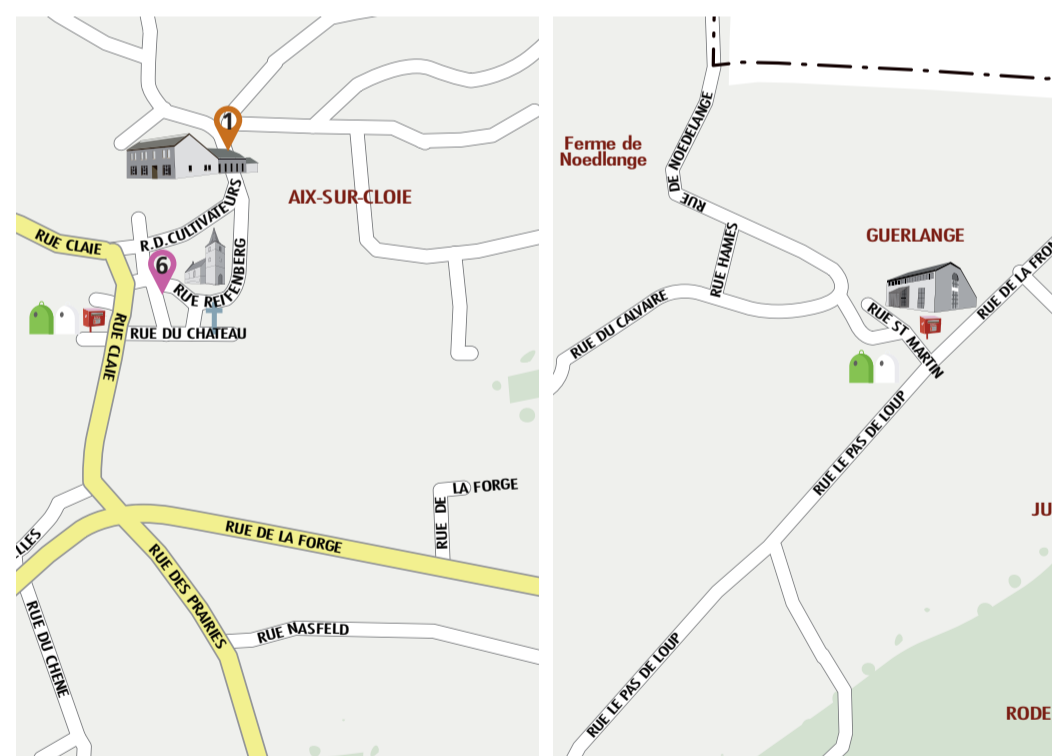 1
AIX-SUR-CLOIE
R.D.CULTIVATEURS
RUE CLAIE
6
RUE REIFENBERG
RUE DU CHATEAU
RUE CLAIE
LA FORGE
RUE DE
RUE DE LA FORGE
RUE DES PRAIRIES
RUE NASFELD
RUE DU CHENE
LLES
RUE DE NOEDELANGE
Ferme de
Noedlange
GUERLANGE
RUE HAMES
RUE DE LA FRON
RUE DU CALVAIRE
RUE ST MARTIN
RUE LE PAS DE LOUP
JU
RUE LE PAS DE LOUP
RODE